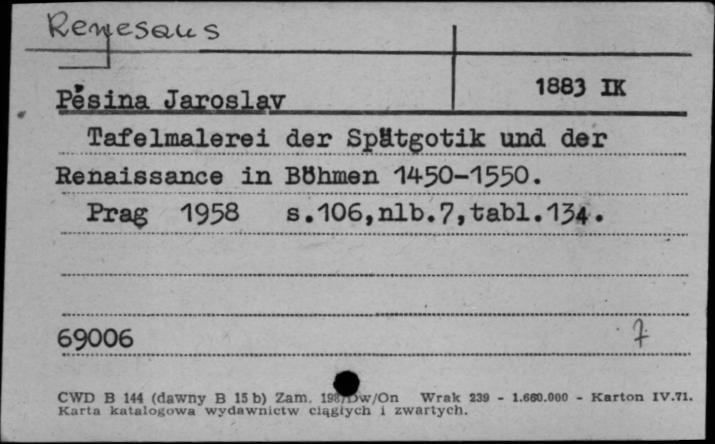 Renesaus
1883 IK
Pěsina Jaroslav
Tafelmalerei der Spätgotik und der
Renaissance in Böhmen 1450-1550.
Prag 1958 s.106,nlb.7,tabl.134.
69006 7
CWD B 144 (dawny B 15 b) Zam. 198/Dw/On Wrak 239 - 1.660.000 - Karton IV.71.
Karta katalogowa wydawnictw ciągłych i zwartych.